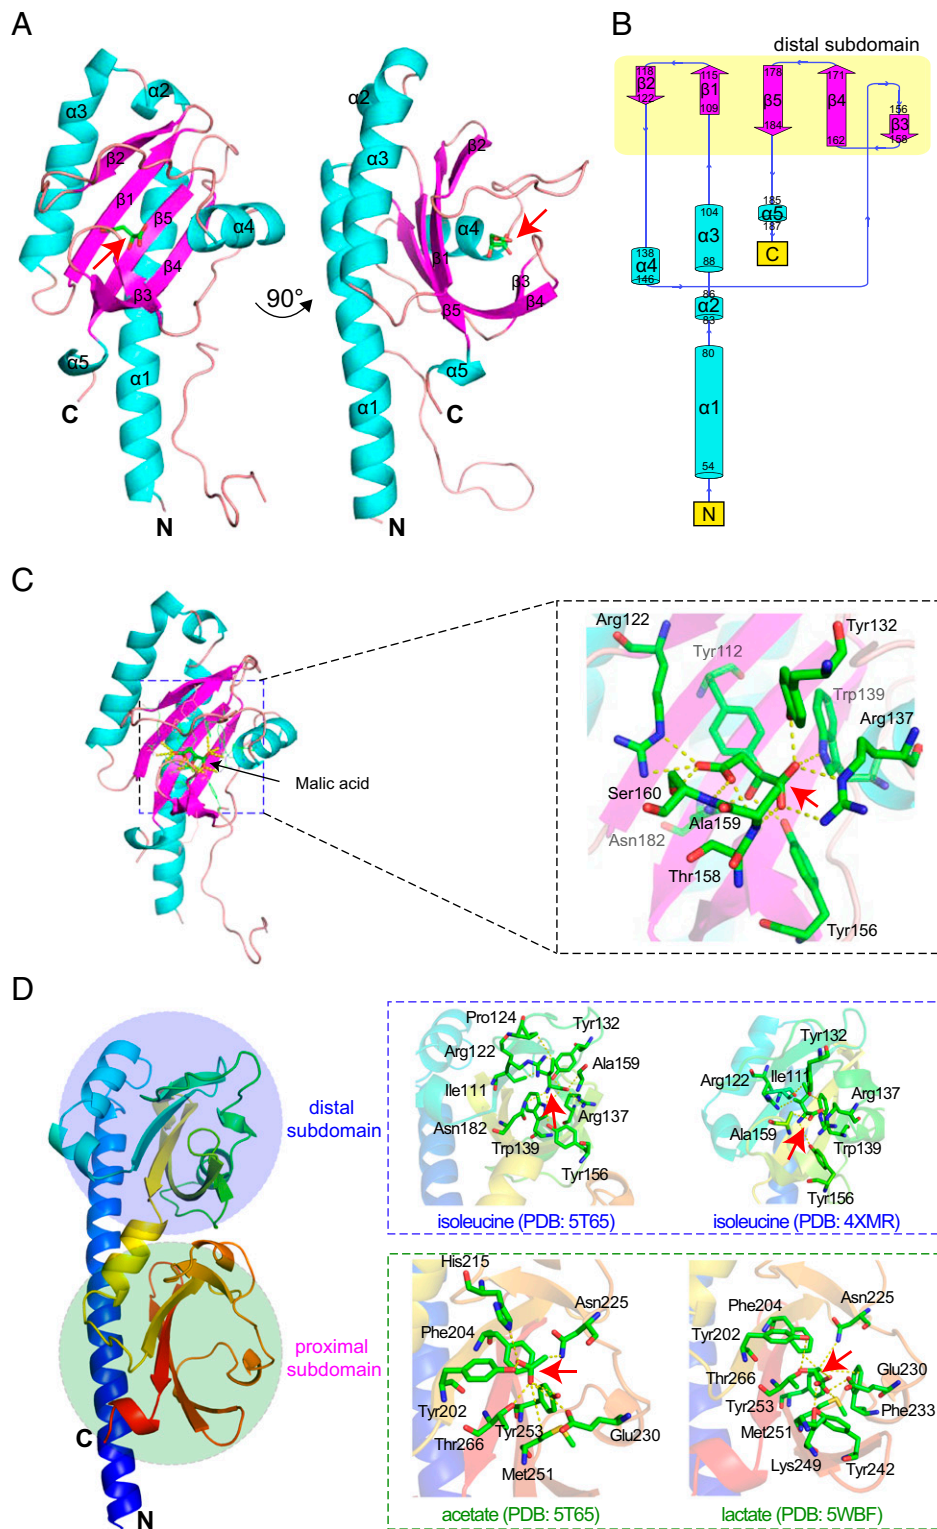 A
α2
α3
β2
β1
β5
α4
β4
β3
α5
α1
C
N
90°
α2
α3
β2
α4
β1
β3
β4
β5
α5
α1
C
N
B
distal subdomain
118
β2
122
115
β1
109
178
β5
184
171
β4
162
156
β3
158
104
α3
88
185
α5
187
C
138
α4
146
86
α2
83
80
α1
54
N
C
Malic acid
Arg122
Tyr132
Tyr112
Trp139
Arg137
Ser160
Ala159
Asn182
Thr158
Tyr156
D
distal
subdomain
proximal
subdomain
C
N
Pro124
Tyr132
Arg122
Ala159
Ile111
Arg137
Asn182
Trp139
Tyr156
isoleucine (PDB: 5T65)
Tyr132
Arg122
Ile111
Arg137
Ala159
Trp139
Tyr156
isoleucine (PDB: 4XMR)
His215
Asn225
Phe204
Tyr202
Tyr253
Thr266
Glu230
Met251
acetate (PDB: 5T65)
Asn225
Phe204
Tyr202
Glu230
Thr266
Tyr253
Phe233
Met251
Lys249
Tyr242
lactate (PDB: 5WBF)